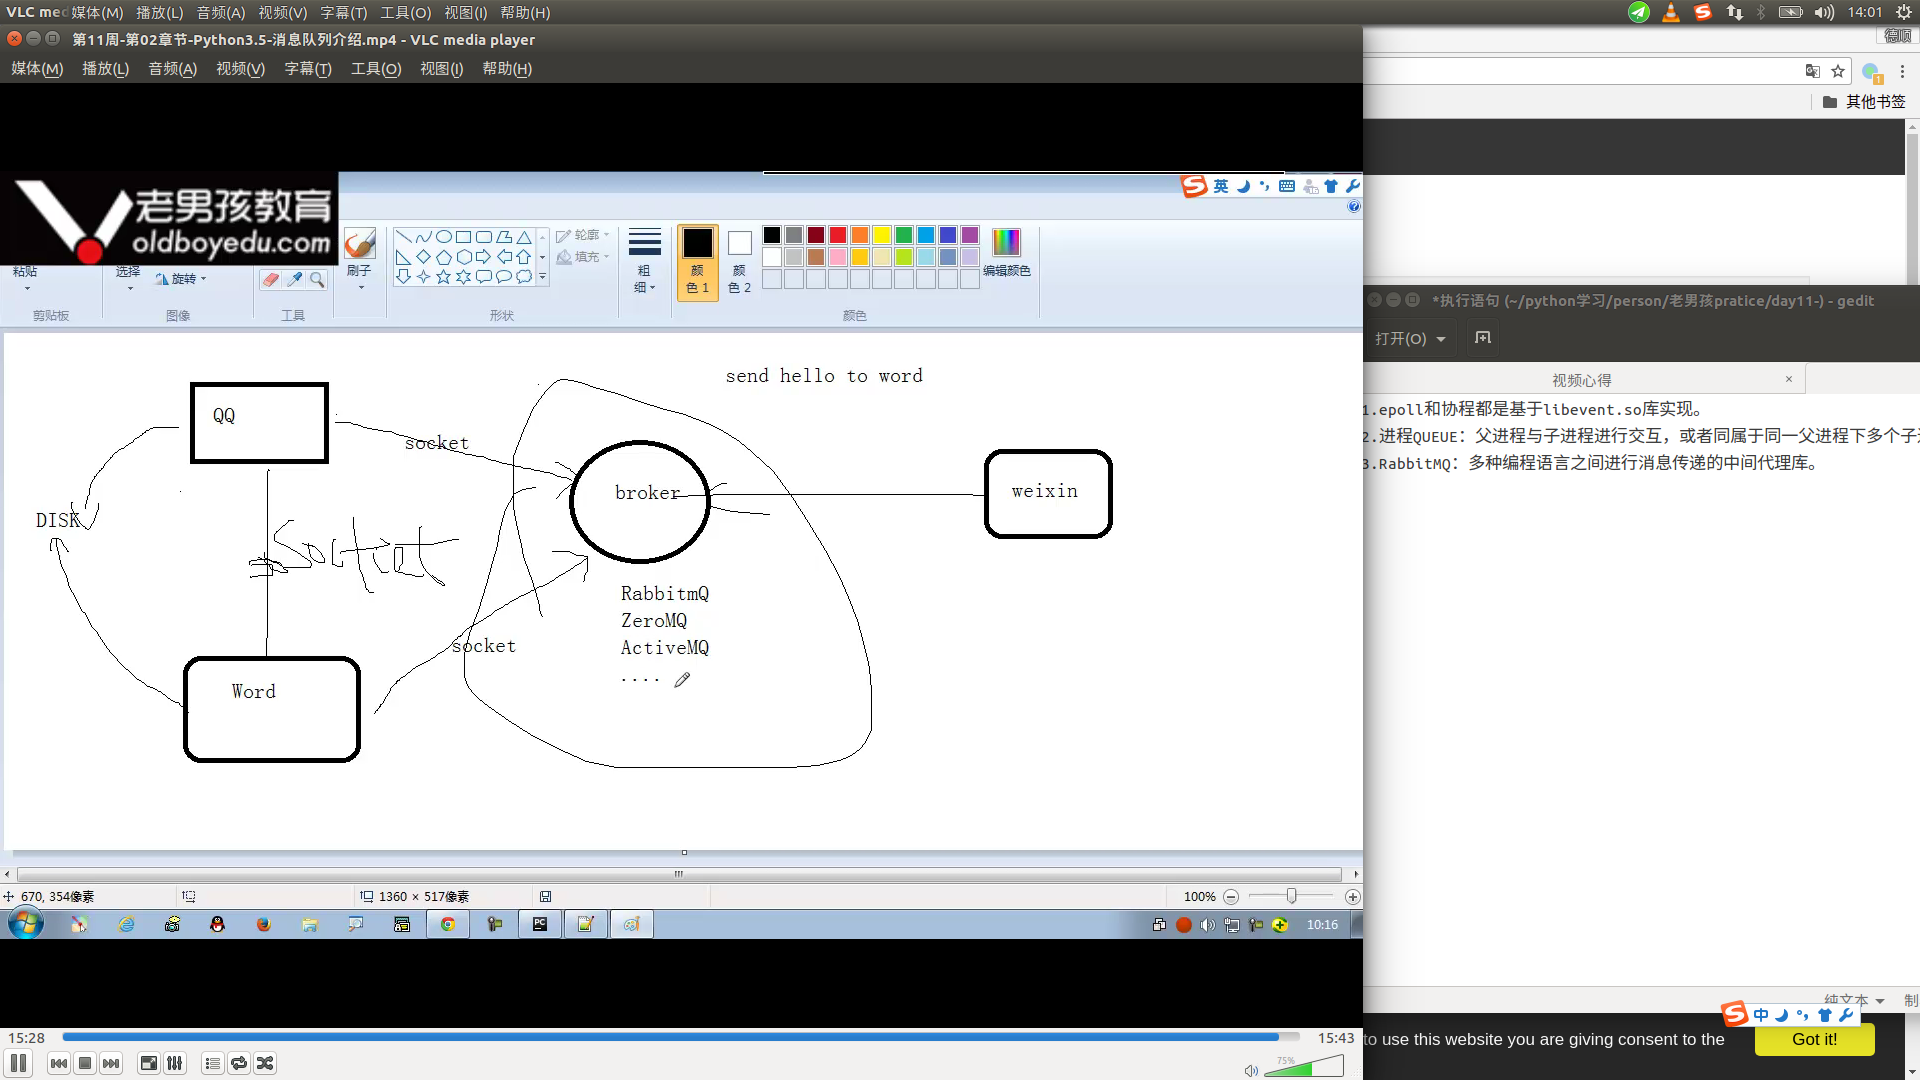 VLC med 媒体(M) 播放(L) 音频(A) 视频(V) 字幕(T) 工具(O) 视图(I) 帮助(H)
14:01
第11周-第02章节-Python3.5-消息队列介绍.mp4 - VLC media player
媒体(M) 播放(L) 音频(A) 视频(V) 字幕(T) 工具(O) 视图(I) 帮助(H)
德顺
其他书签
老男孩教育
oldboyedu.com
英
粘贴
选择
旋转
刷子
轮廓
填充
粗
细
颜
色 1
颜
色 2
编辑颜色
剪贴板
图像
工具
形状
颜色
send hello to word
QQ
socket
broker
weixin
DISK
Socket
RabbitmQ
ZeroMQ
ActiveMQ
....
socket
Word
670, 354像素
1360 × 517像素
100%
10:16
15:28
15:43
75%
*执行语句 (~/python学习/person/老男孩pratice/day11-) - gedit
打开(O)
视频心得
1.epoll和协程都是基于libevent.so库实现。
2.进程QUEUE: 父进程与子进程进行交互, 或者同属于同一父进程下多个子
3.RabbitMQ: 多种编程语言之间进行消息传递的中间代理库。
纯文本
制
中
to use this website you are giving consent to the
Got it!